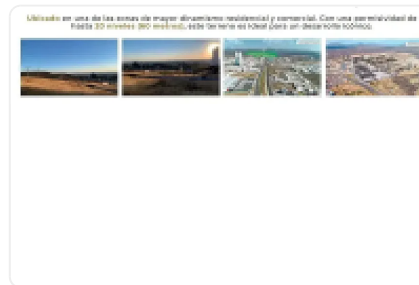 Ubicado en una de las zonas de mayor dinamismo residencial y comercial. Con una permisividad de
hasta 20 niveles (80 metros), este terreno es ideal para un desarrollo icónico.